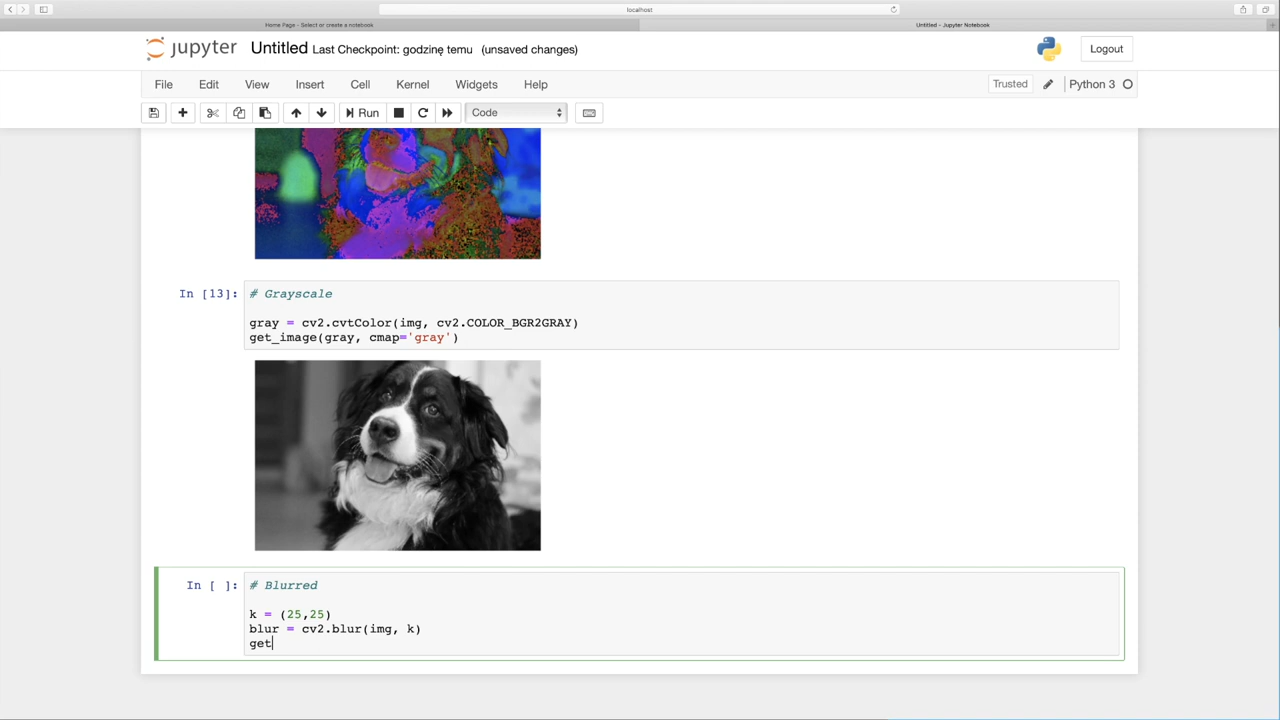 localhost
Home Page - Select or create a notebook
Untitled - Jupyter Notebook
jupyter Untitled Last Checkpoint: godzinę temu (unsaved changes)
Logout
File Edit View Insert Cell Kernel Widgets Help
Trusted Python 3
Run Code
In [13]: # Grayscale
gray = cv2.cvtColor(img, cv2.COLOR_BGR2GRAY)
get_image(gray, cmap='gray')
In [ ]: # Blurred
k = (25,25)
blur = cv2.blur(img, k)
get